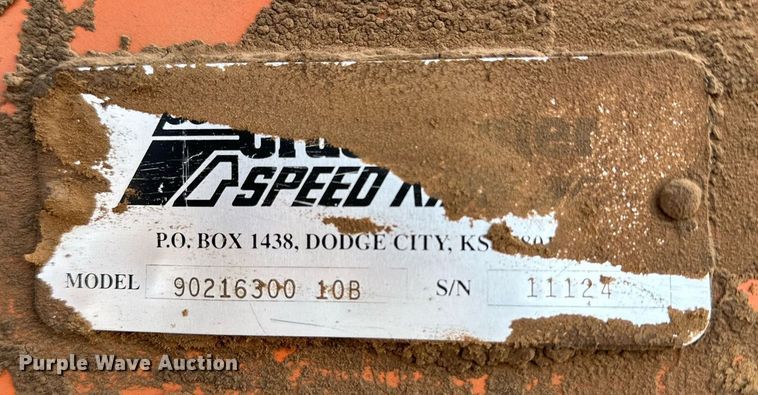 SPEED
P.O. BOX 1438, DODGE CITY, KS
MODEL 90216300 10B S/N 11124
Purple Wave Auction